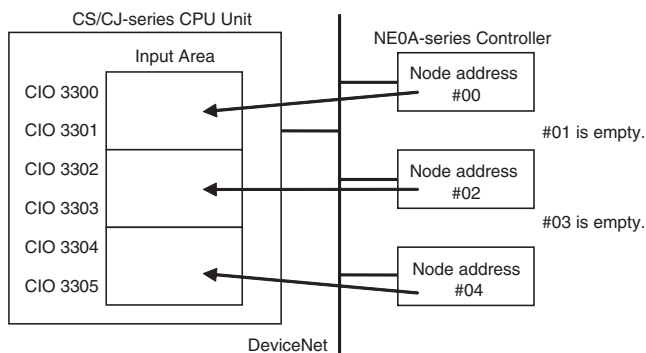 CS/CJ-series CPU Unit
NE0A-series Controller
Input Area
Node address
#00
CIO 3300
CIO 3301
#01 is empty.
CIO 3302
Node address
#02
CIO 3303
#03 is empty.
CIO 3304
Node address
#04
CIO 3305
DeviceNet